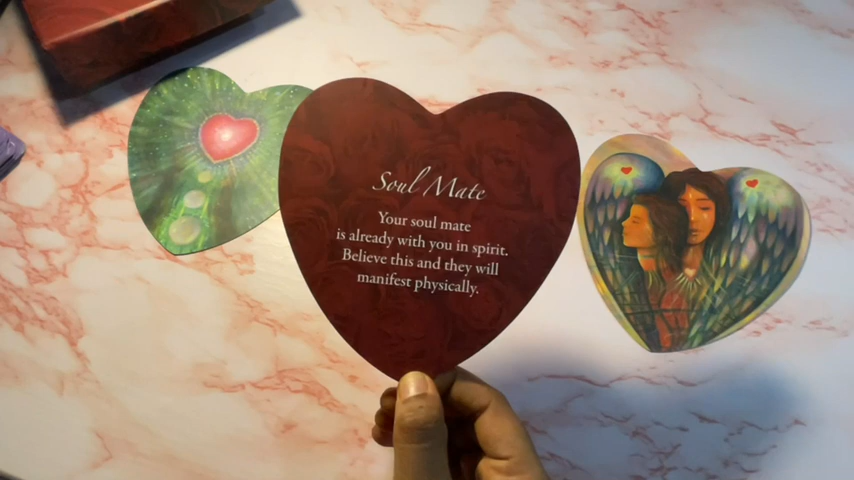 Soul Mate
Your soul mate
is already with you in spirit.
Believe this and they will
manifest physically.